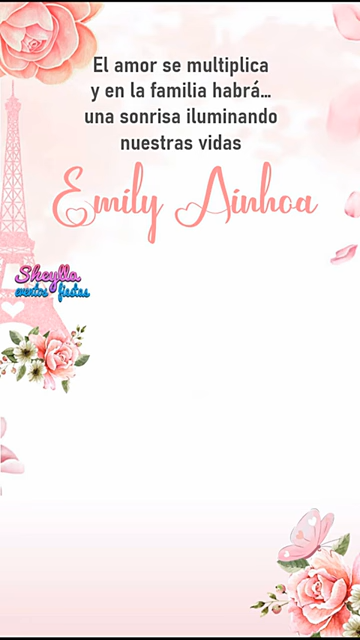 El amor se multiplica
y en la familia habrá...
una sonrisa iluminando
nuestras vidas
Emily Ainhoa
Sheylla
eventos fiestas